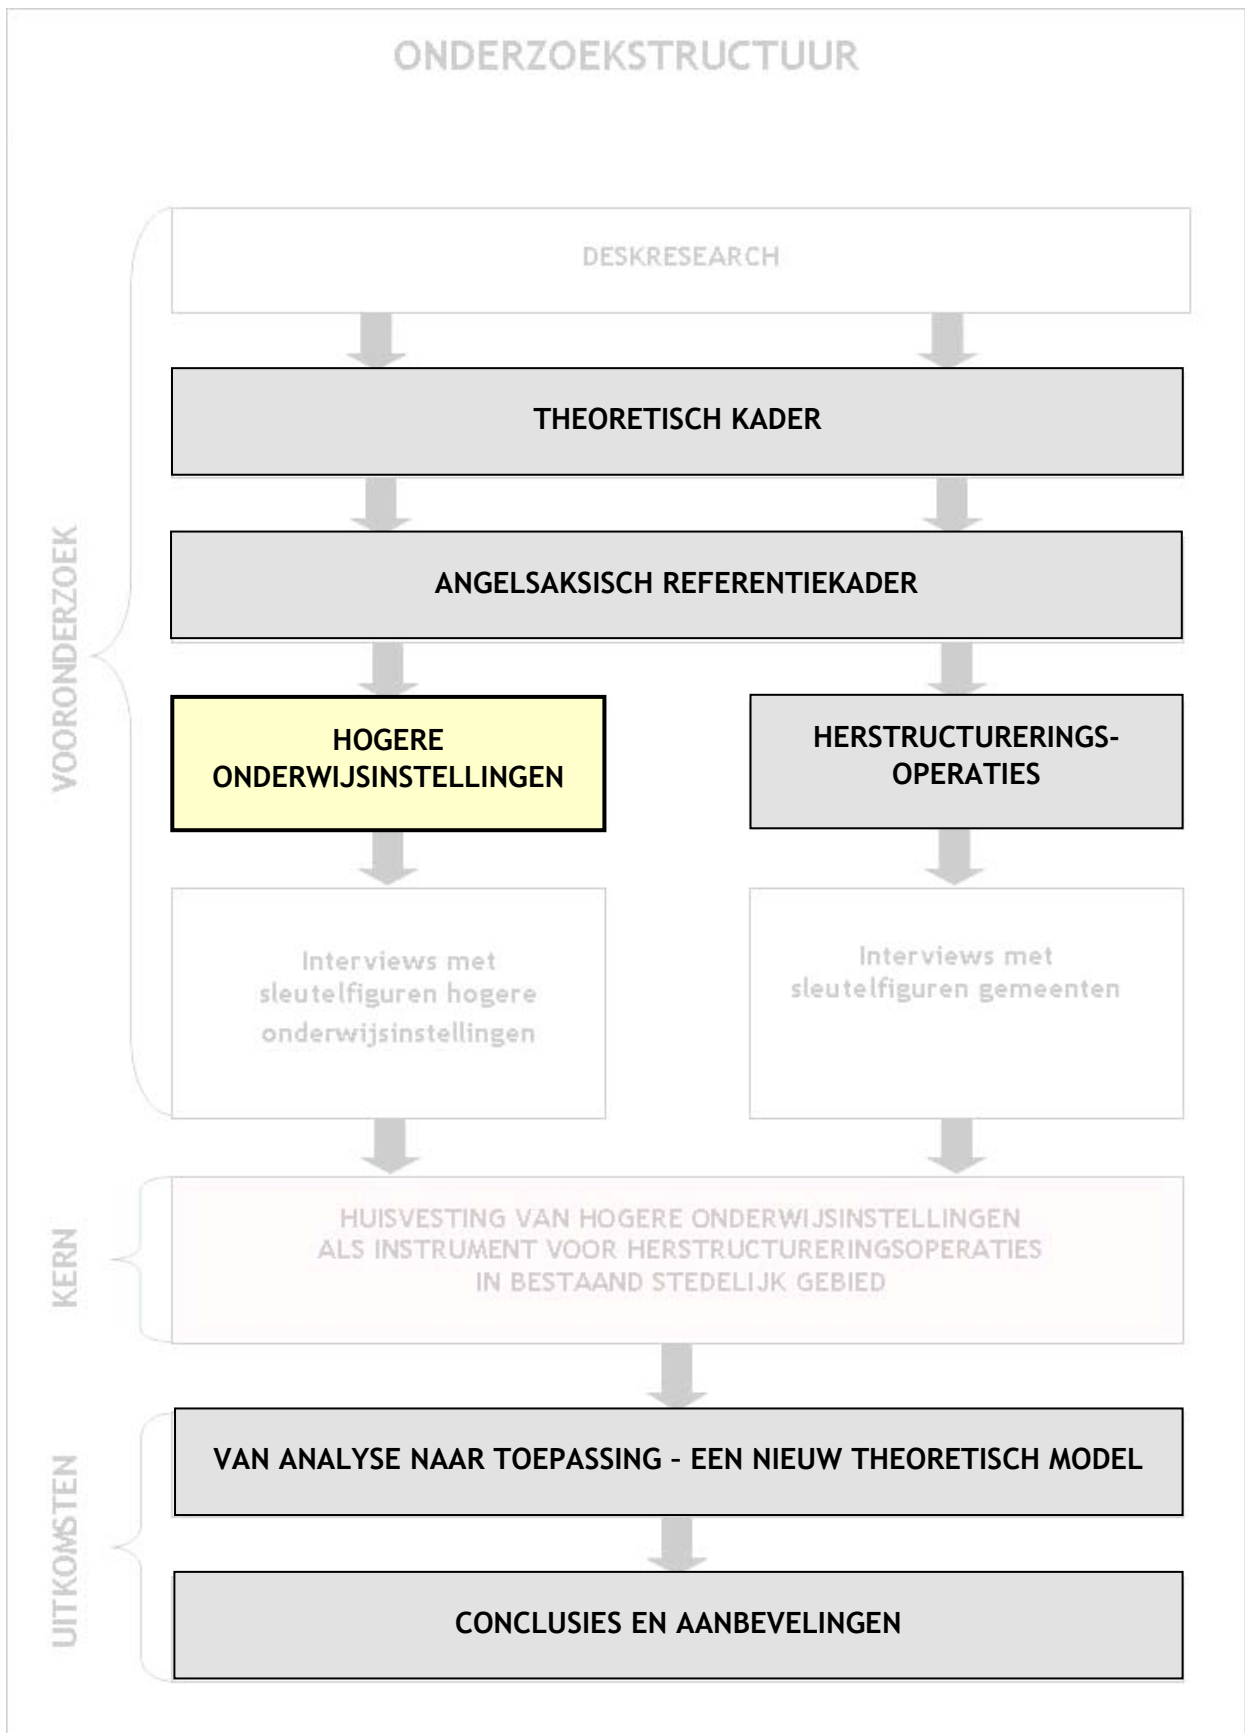 ONDERZOEKSTRUCTUUR
DESKRESEARCH
THEORETISCH KADER
ANGELSAKSISCH REFERENTIEKADER
VOORONDERZOEK
HOGERE
ONDERWIJSINSTELLINGEN
HERSTRUCTURERINGS-
OPERATIES
Interviews met
sleutelfiguren hogere
onderwijsinstellingen
Interviews met
sleutelfiguren gemeenten
KERN
HUISVESTING VAN HOGERE ONDERWIJSINSTELLINGEN
ALS INSTRUMENT VOOR HERSTRUCTURERINGSOPERATIES
IN BESTAAND STEDELIJK GEBIED
UITKOMSTEN
VAN ANALYSE NAAR TOEPASSING – EEN NIEUW THEORETISCH MODEL
CONCLUSIES EN AANBEVELINGEN